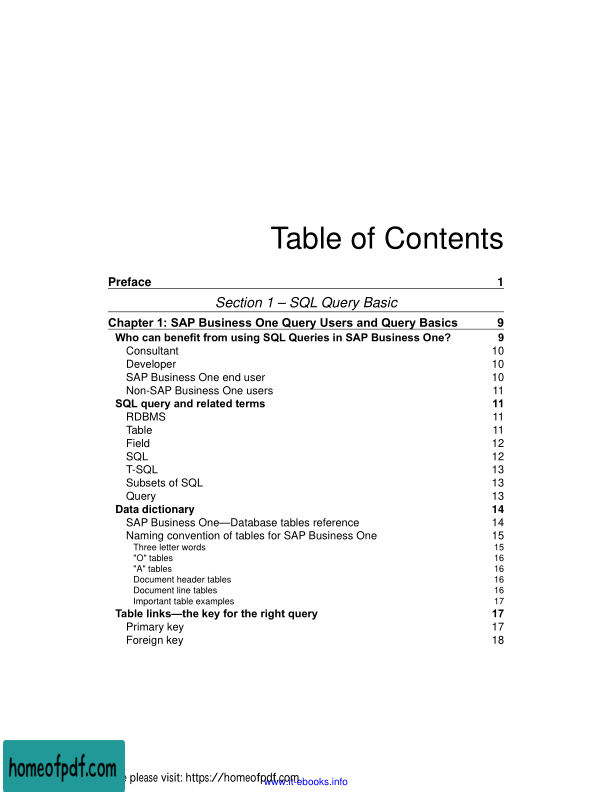 Table of Contents
Preface 1
Section 1 – SQL Query Basic
Chapter 1: SAP Business One Query Users and Query Basics 9
Who can benefit from using SQL Queries in SAP Business One? 9
Consultant 10
Developer 10
SAP Business One end user 10
Non-SAP Business One users 11
SQL query and related terms 11
RDBMS 11
Table 11
Field 12
SQL 12
T-SQL 13
Subsets of SQL 13
Query 13
Data dictionary 14
SAP Business One—Database tables reference 14
Naming convention of tables for SAP Business One 15
Three letter words 15
"O" tables 16
"A" tables 16
Document header tables 16
Document line tables 16
Important table examples 17
Table links—the key for the right query 17
Primary key 17
Foreign key 18
homeofpdf.com
please visit: https://homeofpdf.com
www.it-ebooks.info